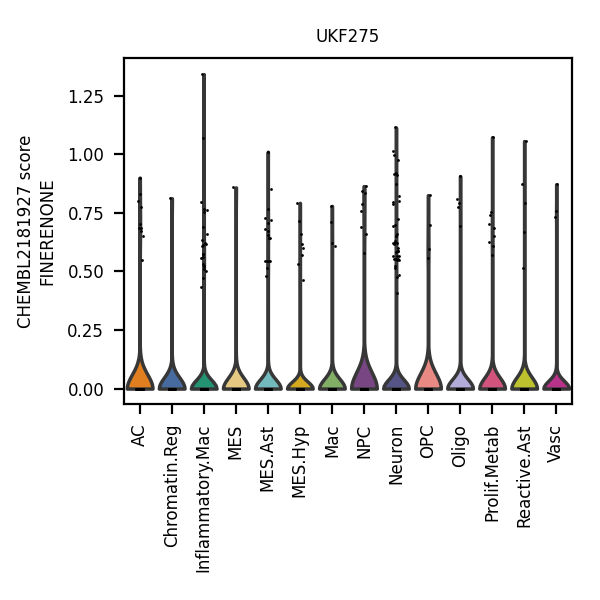 UKF275
CHEMBL2181927 score
FINERENONE
1.25
1.00
0.75
0.50
0.25
0.00
AC
Chromatin.Reg
Inflammatory.Mac
MES
MES.Ast
MES.Hyp
Mac
NPC
Neuron
OPC
Oligo
Prolif.Metab
Reactive.Ast
Vasc